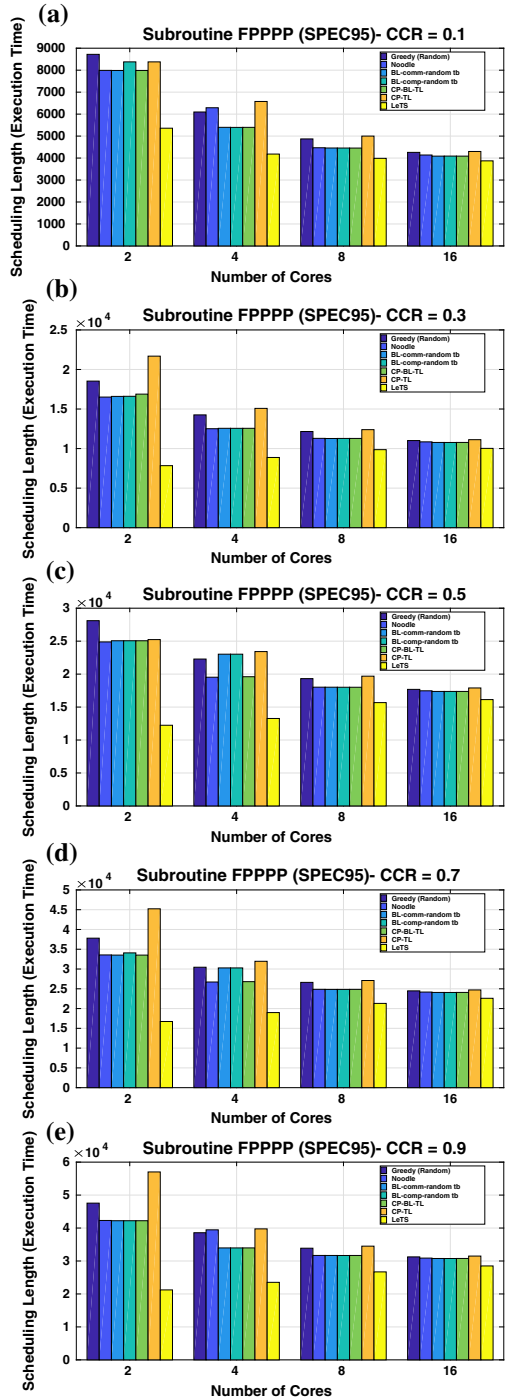 (a)
Subroutine FPPPP (SPEC95)- CCR = 0.1
Scheduling Length (Execution Time)
9000
8000
7000
6000
5000
4000
3000
2000
1000
0
Greedy (Random)
Noodle
BL-comm-random tb
BL-comp-random tb
CP-BL-TL
CP-TL
LeTS
2 4 8 16
Number of Cores
(b)
Subroutine FPPPP (SPEC95)- CCR = 0.3
×10^4
Scheduling Length (Execution Time)
2.5
2
1.5
1
0.5
0
Greedy (Random)
Noodle
BL-comm-random tb
BL-comp-random tb
CP-BL-TL
CP-TL
LeTS
2 4 8 16
Number of Cores
(c)
Subroutine FPPPP (SPEC95)- CCR = 0.5
×10^4
Scheduling Length (Execution Time)
3
2.5
2
1.5
1
0.5
0
Greedy (Random)
Noodle
BL-comm-random tb
BL-comp-random tb
CP-BL-TL
CP-TL
LeTS
2 4 8 16
Number of Cores
(d)
Subroutine FPPPP (SPEC95)- CCR = 0.7
×10^4
Scheduling Length (Execution Time)
5
4.5
4
3.5
3
2.5
2
1.5
1
0.5
0
Greedy (Random)
Noodle
BL-comm-random tb
BL-comp-random tb
CP-BL-TL
CP-TL
LeTS
2 4 8 16
Number of Cores
(e)
Subroutine FPPPP (SPEC95)- CCR = 0.9
×10^4
Scheduling Length (Execution Time)
6
5
4
3
2
1
0
Greedy (Random)
Noodle
BL-comm-random tb
BL-comp-random tb
CP-BL-TL
CP-TL
LeTS
2 4 8 16
Number of Cores